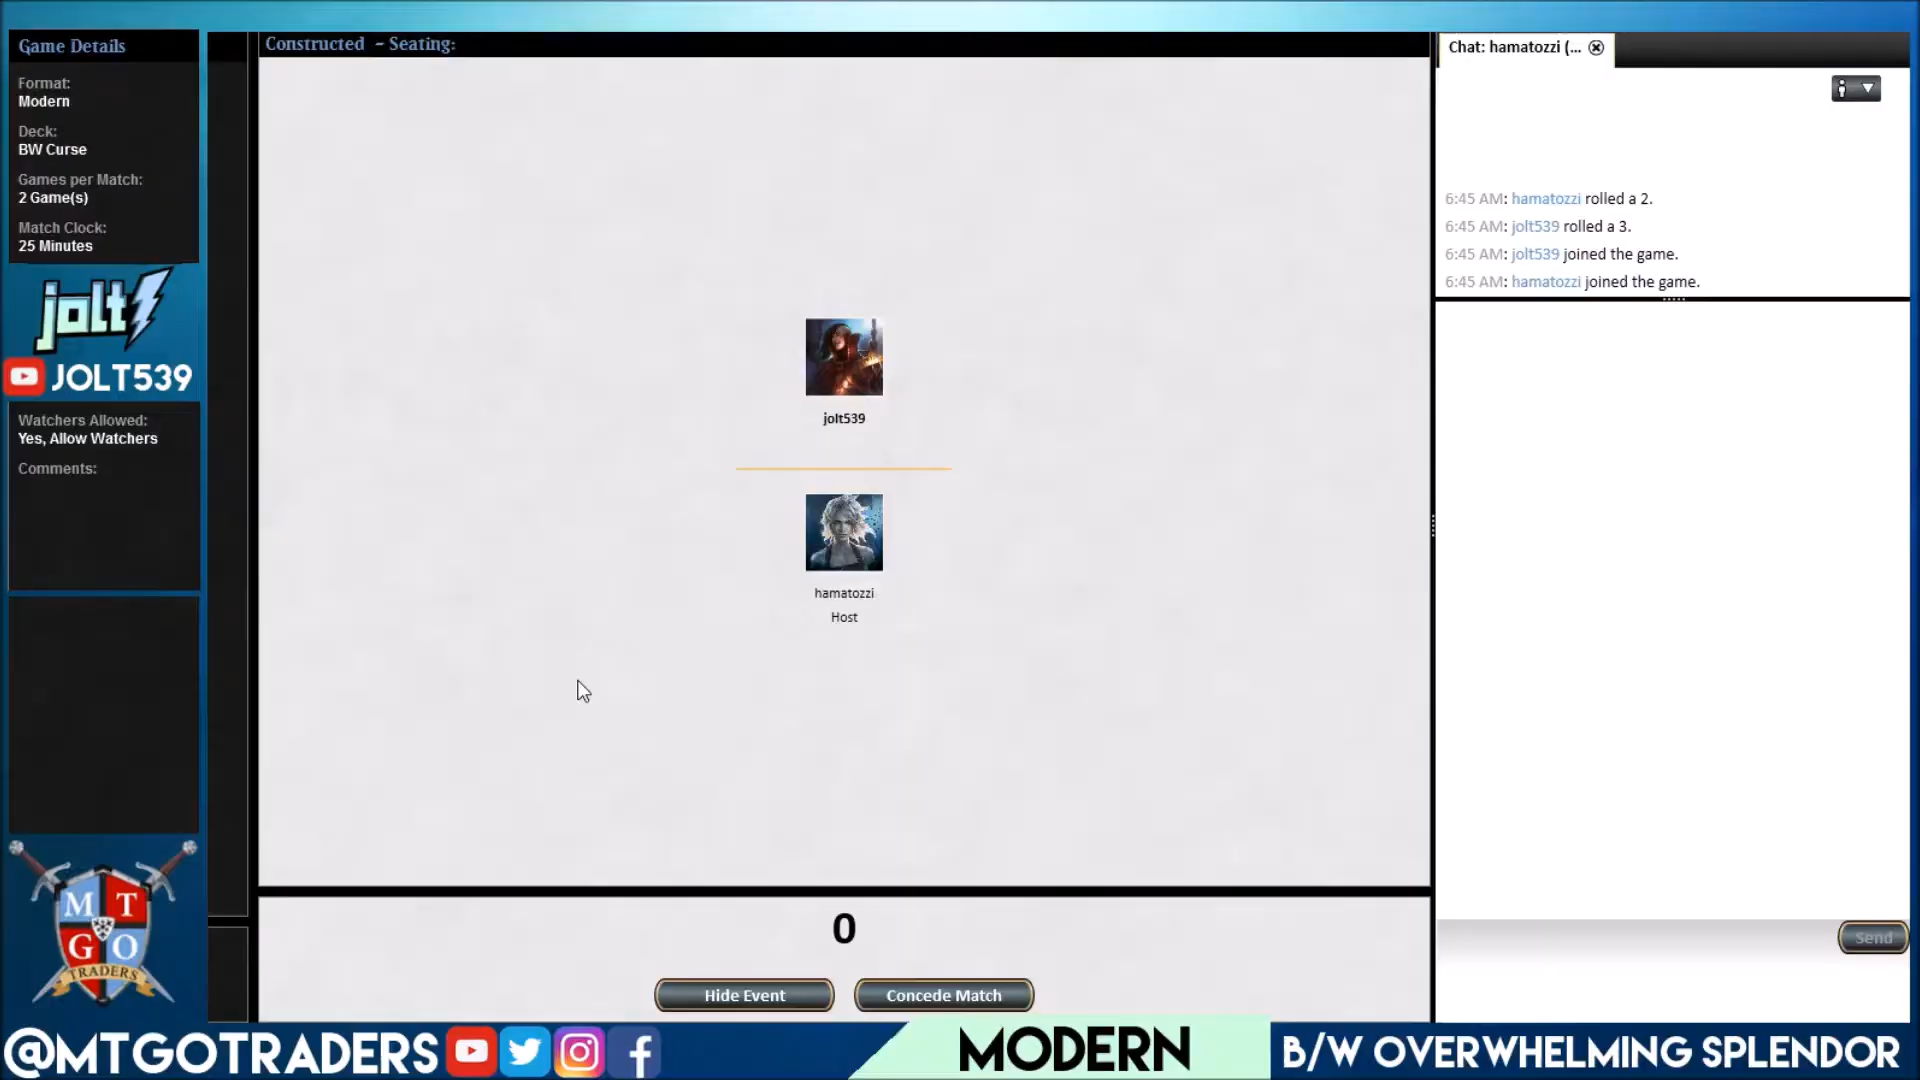 Game Details
Format:
Modern
Deck:
BW Curse
Games per Match:
2 Game(s)
Match Clock:
25 Minutes
jolt
JOLT539
Watchers Allowed:
Yes, Allow Watchers
Comments:
MT
GO
TRADERS
Constructed - Seating:
jolt539
hamatozzi
Host
0
Hide Event
Concede Match
Chat: hamatozzi (...
6:45 AM: hamatozzi rolled a 2.
6:45 AM: jolt539 rolled a 3.
6:45 AM: jolt539 joined the game.
6:45 AM: hamatozzi joined the game.
Send
@MTGOTRADERS
MODERN
B/W OVERWHELMING SPLENDOR